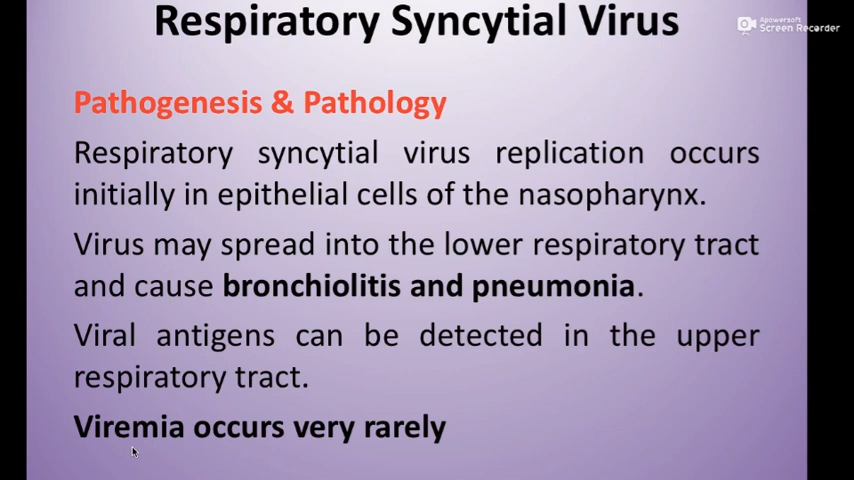 Respiratory Syncytial Virus
Apowersoft
Screen Recorder
Pathogenesis & Pathology
Respiratory syncytial virus replication occurs
initially in epithelial cells of the nasopharynx.
Virus may spread into the lower respiratory tract
and cause bronchiolitis and pneumonia.
Viral antigens can be detected in the upper
respiratory tract.
Viremia occurs very rarely